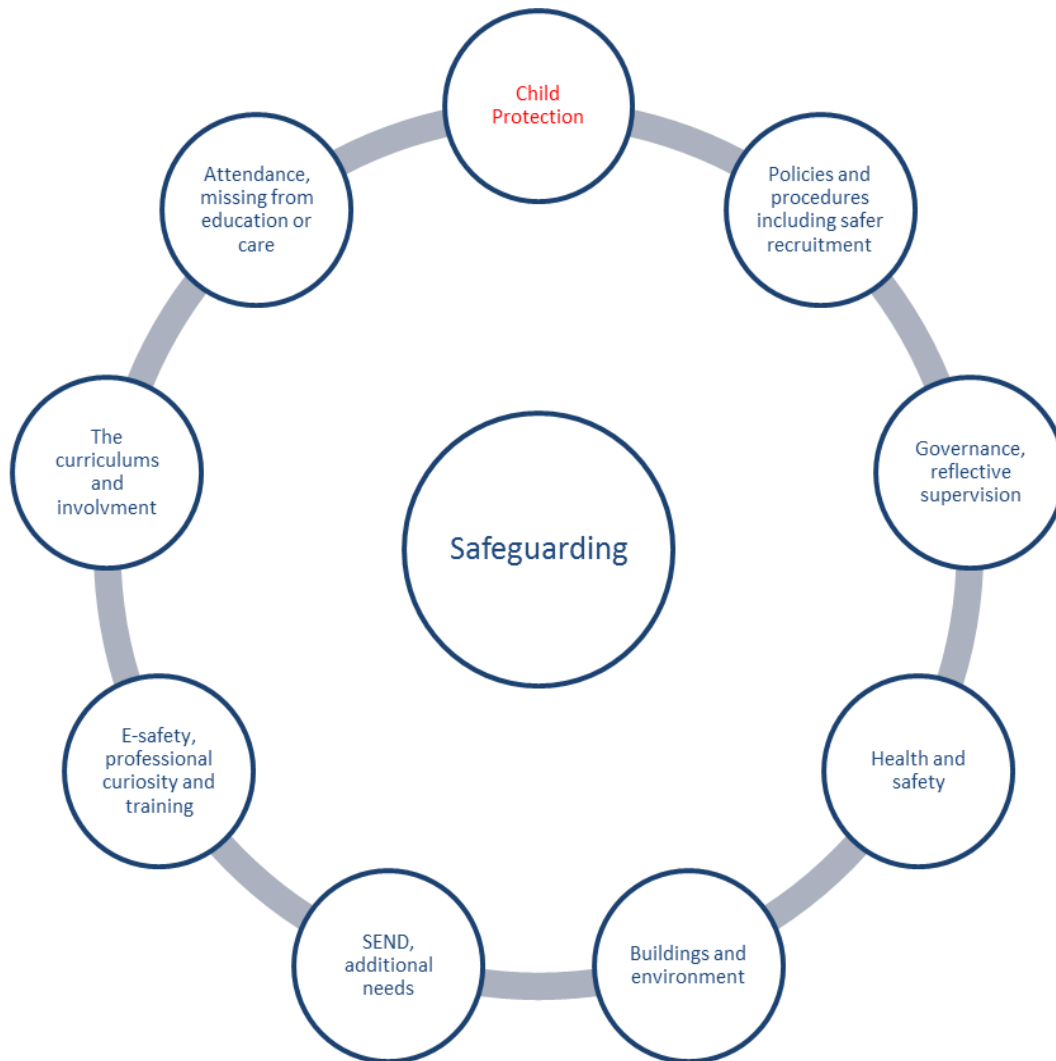 Child
Protection
Policies and
procedures
including safer
recruitment
Governance,
reflective
supervision
Health and
safety
Buildings and
environment
SEND,
additional
needs
E-safety,
professional
curiosity and
training
The
curriculums
and
involvment
Attendance,
missing from
education or
care
Safeguarding